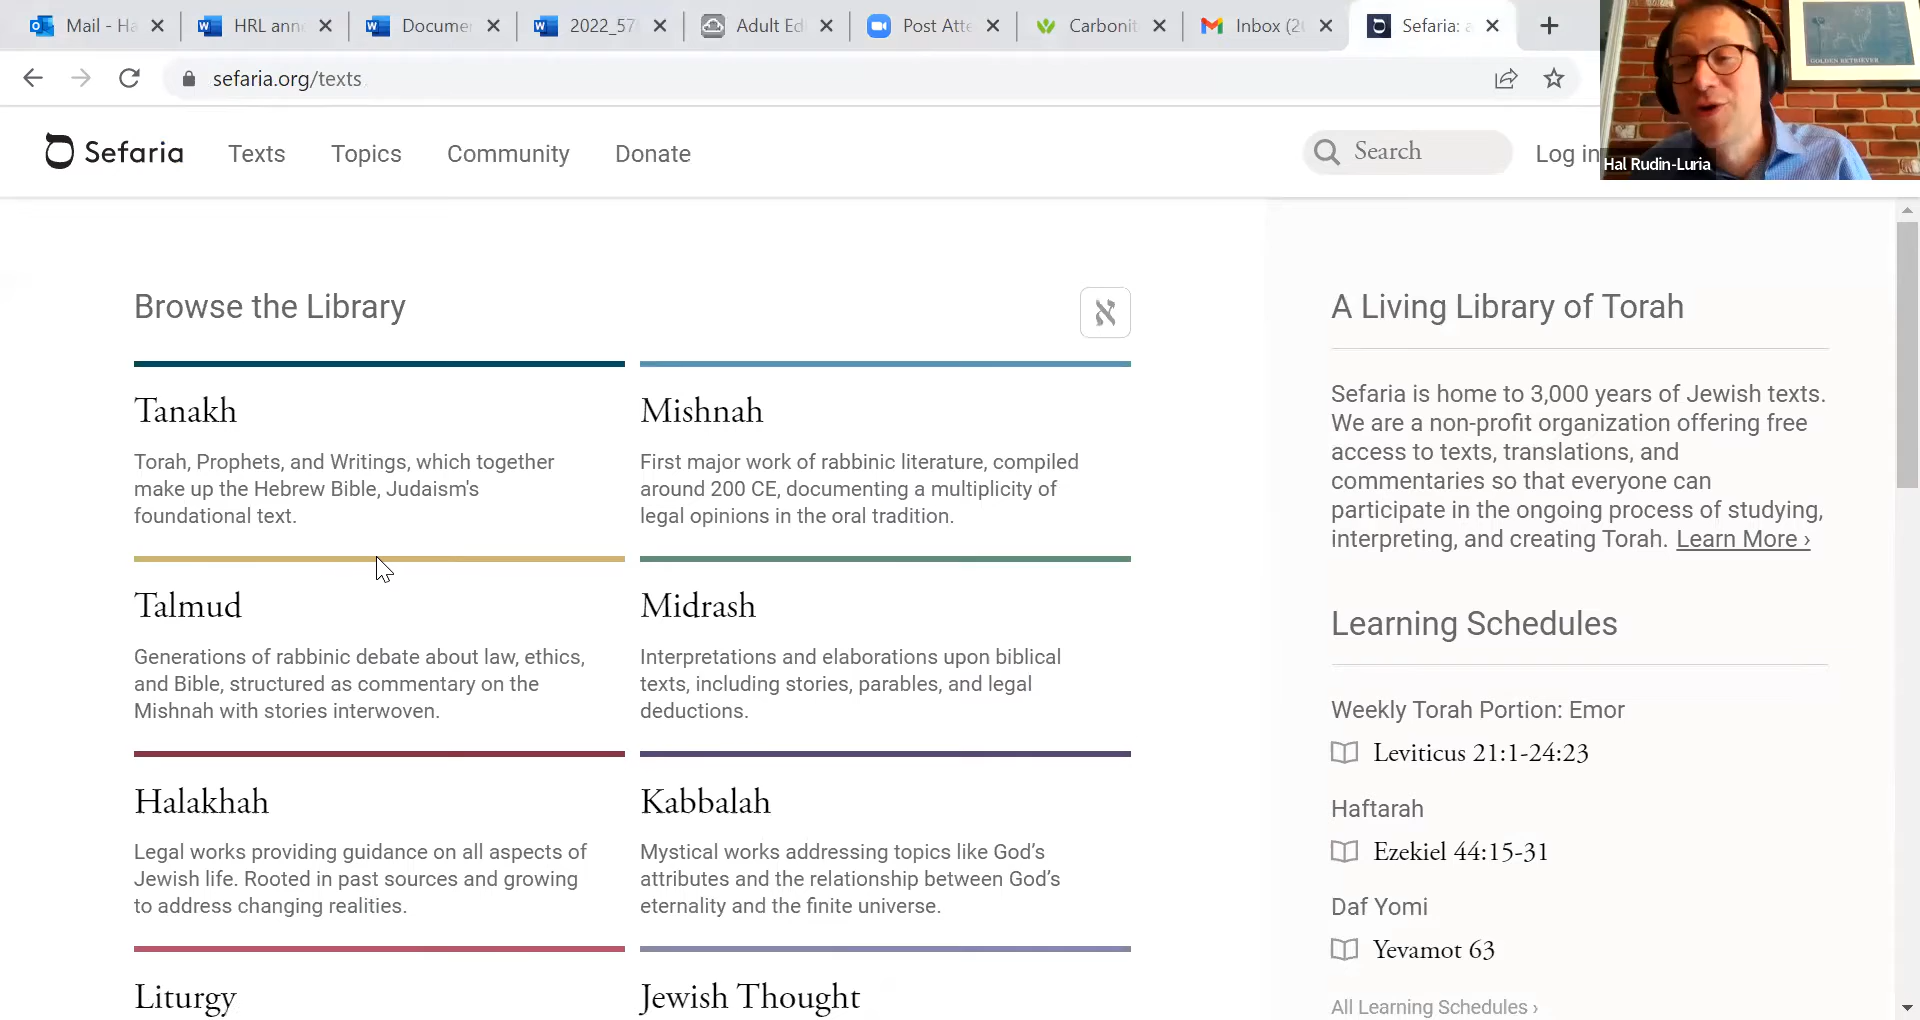 Mail - Ha
HRL ann
Docume
2022_57
Adult Ed
Post Atte
Carbonit
Inbox (2
Sefaria: a
sefaria.org/texts
GOLDEN RETRIEVER
Hal Rudin-Luria
Sefaria
Texts
Topics
Community
Donate
Search
Log in
Browse the Library
א
Tanakh
Torah, Prophets, and Writings, which together
make up the Hebrew Bible, Judaism's
foundational text.
Mishnah
First major work of rabbinic literature, compiled
around 200 CE, documenting a multiplicity of
legal opinions in the oral tradition.
Talmud
Generations of rabbinic debate about law, ethics,
and Bible, structured as commentary on the
Mishnah with stories interwoven.
Midrash
Interpretations and elaborations upon biblical
texts, including stories, parables, and legal
deductions.
Halakhah
Legal works providing guidance on all aspects of
Jewish life. Rooted in past sources and growing
to address changing realities.
Kabbalah
Mystical works addressing topics like God's
attributes and the relationship between God's
eternality and the finite universe.
Liturgy
Jewish Thought
A Living Library of Torah
Sefaria is home to 3,000 years of Jewish texts.
We are a non-profit organization offering free
access to texts, translations, and
commentaries so that everyone can
participate in the ongoing process of studying,
interpreting, and creating Torah. Learn More ›
Learning Schedules
Weekly Torah Portion: Emor
Leviticus 21:1-24:23
Haftarah
Ezekiel 44:15-31
Daf Yomi
Yevamot 63
All Learning Schedules ›